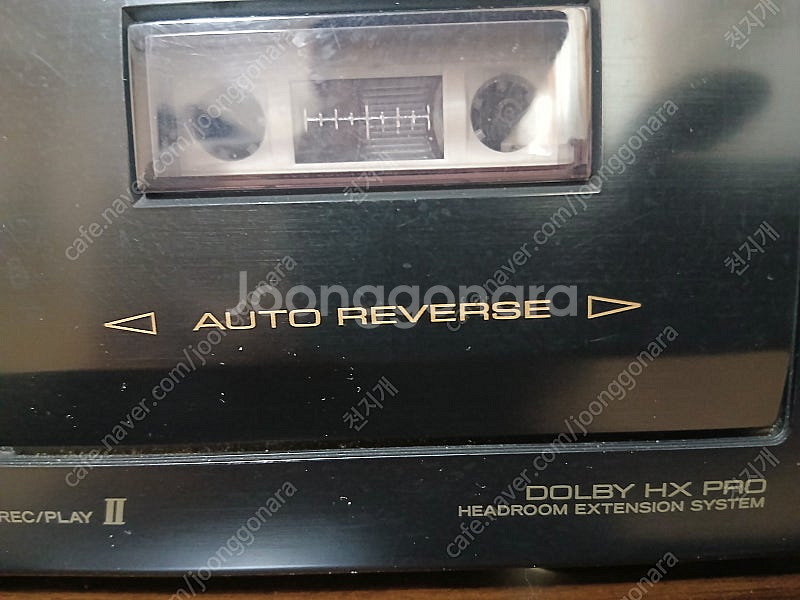 Joonggonara
◁ AUTO REVERSE ▷
REC/PLAY II
DOLBY HX PRO
HEADROOM EXTENSION SYSTEM
cafe.naver.com/joonggonara
천지개